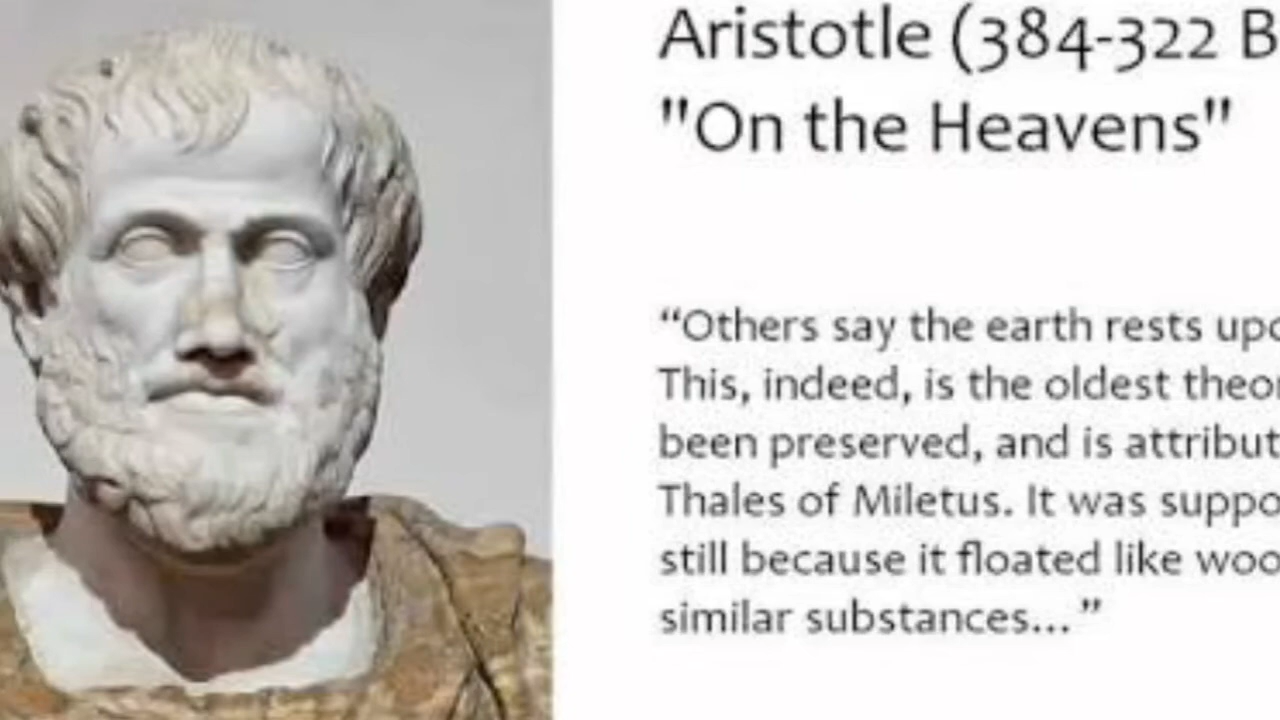 Aristotle (384-322 B
"On the Heavens"
“Others say the earth rests upo
This, indeed, is the oldest theor
been preserved, and is attribut
Thales of Miletus. It was suppo
still because it floated like woo
similar substances...”